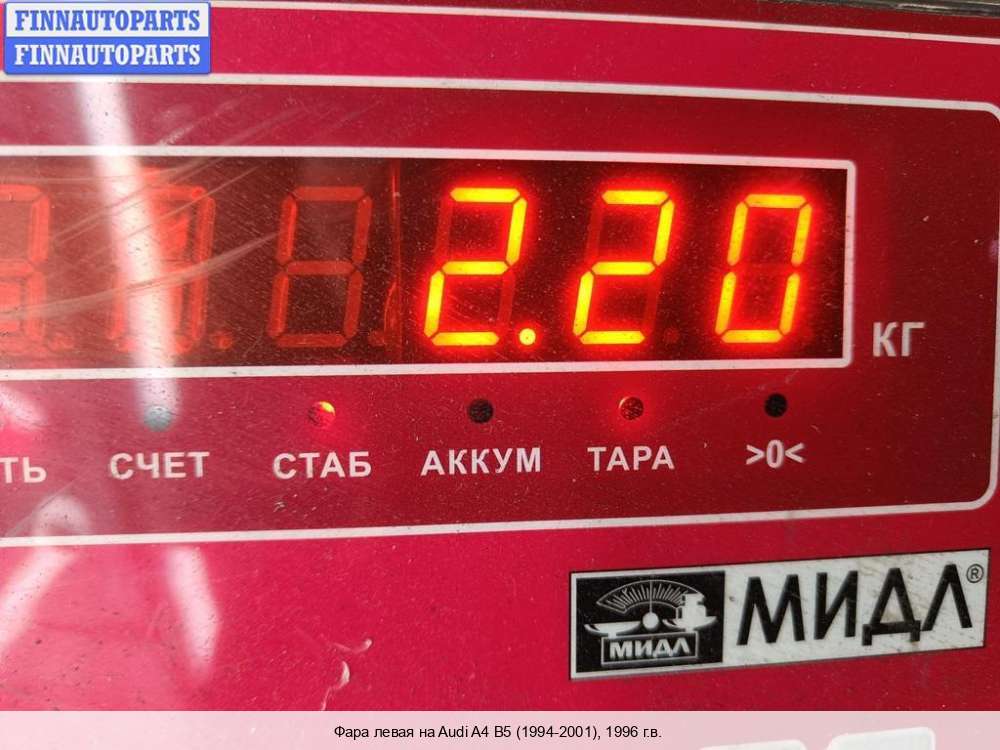 FINNAUTOPARTS
FINNAUTOPARTS
2.20
КГ
ТЬ СЧЕТ СТАБ АККУМ ТАРА >0<
МИДЛ МИДЛ®
Фара левая на Audi A4 B5 (1994-2001), 1996 г.в.